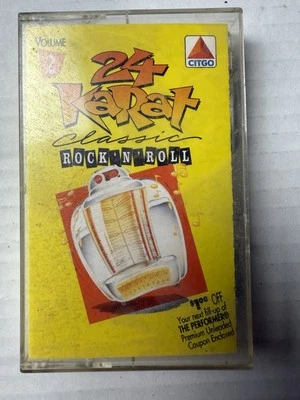 VOLUME
24
KaRat
classic
ROCK 'N' ROLL
CITGO
$1.00 OFF
Your next fill-up of
THE PERFORMER®
Premium Unleaded
Coupon Enclosed